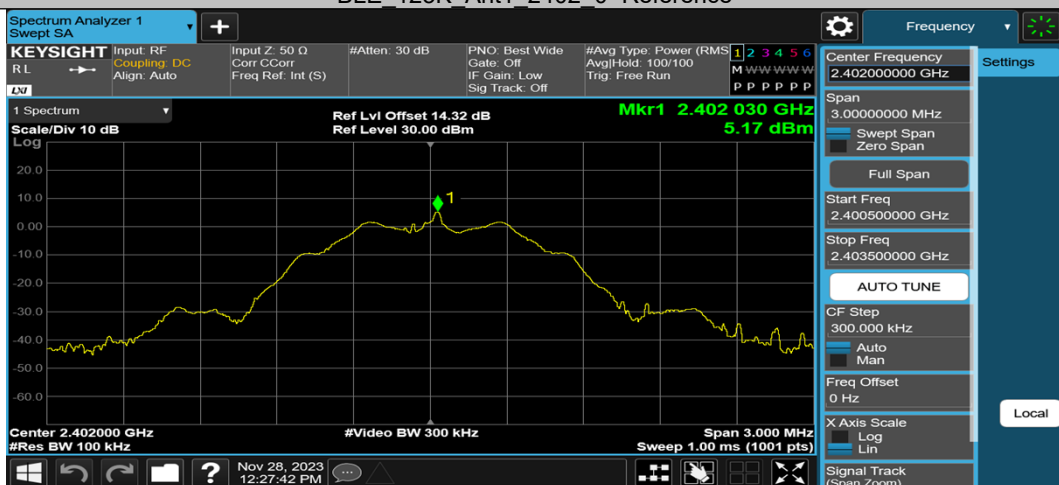 BLE_125K_Ant1_2402_0~Reference
Spectrum Analyzer 1
Swept SA
Frequency
KEYSIGHT
R L
LXI
Input: RF
Coupling: DC
Align: Auto
Input Z: 50 Ω
Corr CCorr
Freq Ref: Int (S)
#Atten: 30 dB
PNO: Best Wide
Gate: Off
IF Gain: Low
Sig Track: Off
#Avg Type: Power (RMS
Avg|Hold: 100/100
Trig: Free Run
1 2 3 4 5 6
M W W W W W
P P P P P P
Center Frequency
2.402000000 GHz
Settings
Span
3.00000000 MHz
Swept Span
Zero Span
Full Span
Start Freq
2.400500000 GHz
Stop Freq
2.403500000 GHz
AUTO TUNE
CF Step
300.000 kHz
Auto
Man
Freq Offset
0 Hz
Local
X Axis Scale
Log
Lin
Signal Track
(Span Zoom)
1 Spectrum
Scale/Div 10 dB
Log
Ref Lvl Offset 14.32 dB
Ref Level 30.00 dBm
Mkr1 2.402 030 GHz
5.17 dBm
20.0
10.0
0.00
-10.0
-20.0
-30.0
-40.0
-50.0
-60.0
1
Center 2.402000 GHz
#Res BW 100 kHz
#Video BW 300 kHz
Span 3.000 MHz
Sweep 1.00 ms (1001 pts)
?
Nov 28, 2023
12:27:42 PM